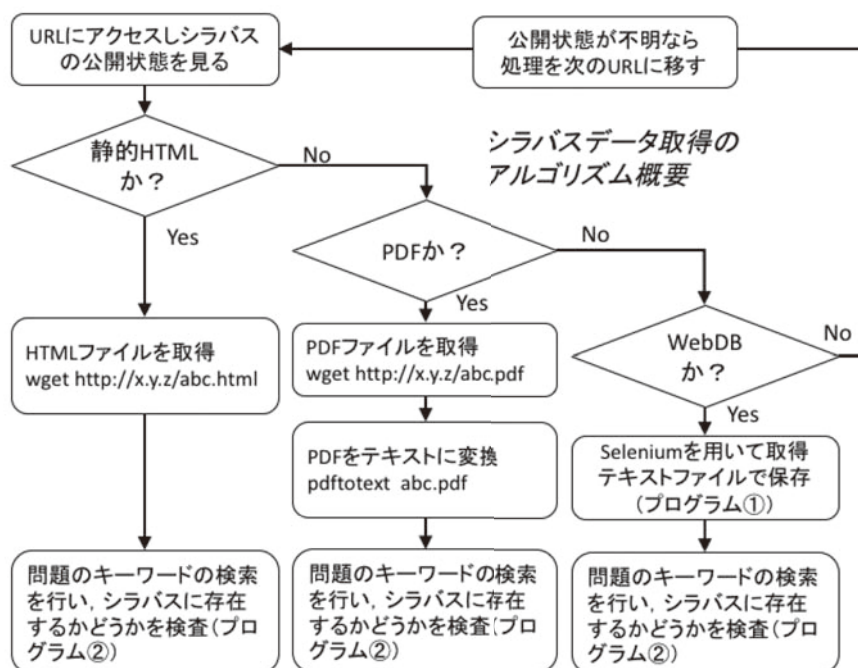 URLにアクセスしシラバス
の公開状態を見る
公開状態が不明なら
処理を次のURLに移す
シラバスデータ取得の
アルゴリズム概要
静的HTML
か？
No
Yes
PDFか？
No
Yes
WebDB
か？
No
Yes
HTMLファイルを取得
wget http://x.y.z/abc.html
PDFファイルを取得
wget http://x.y.z/abc.pdf
PDFをテキストに変換
pdftotext abc.pdf
Seleniumを用いて取得
テキストファイルで保存
（プログラム①）
問題のキーワードの検索
を行い，シラバスに存在
するかどうかを検査（プロ
グラム②）
問題のキーワードの検索
を行い，シラバスに存在
するかどうかを検査（プロ
グラム②）
問題のキーワードの検索
を行い，シラバスに存在
するかどうかを検査（プロ
グラム②）